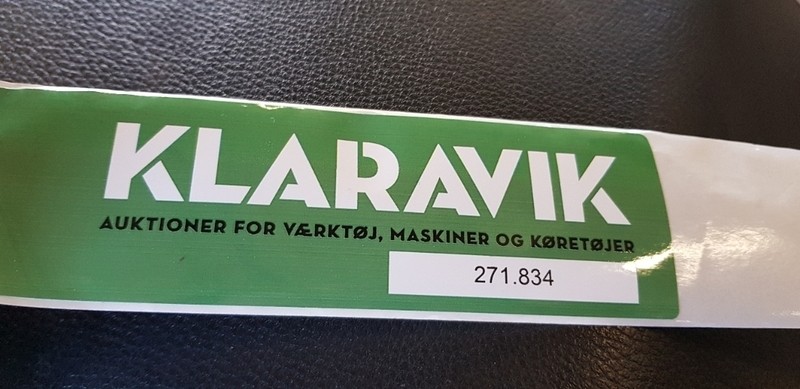 KLARAVIK
AUKTIONER FOR VÆRKTØJ, MASKINER OG KØRETØJER
271.834